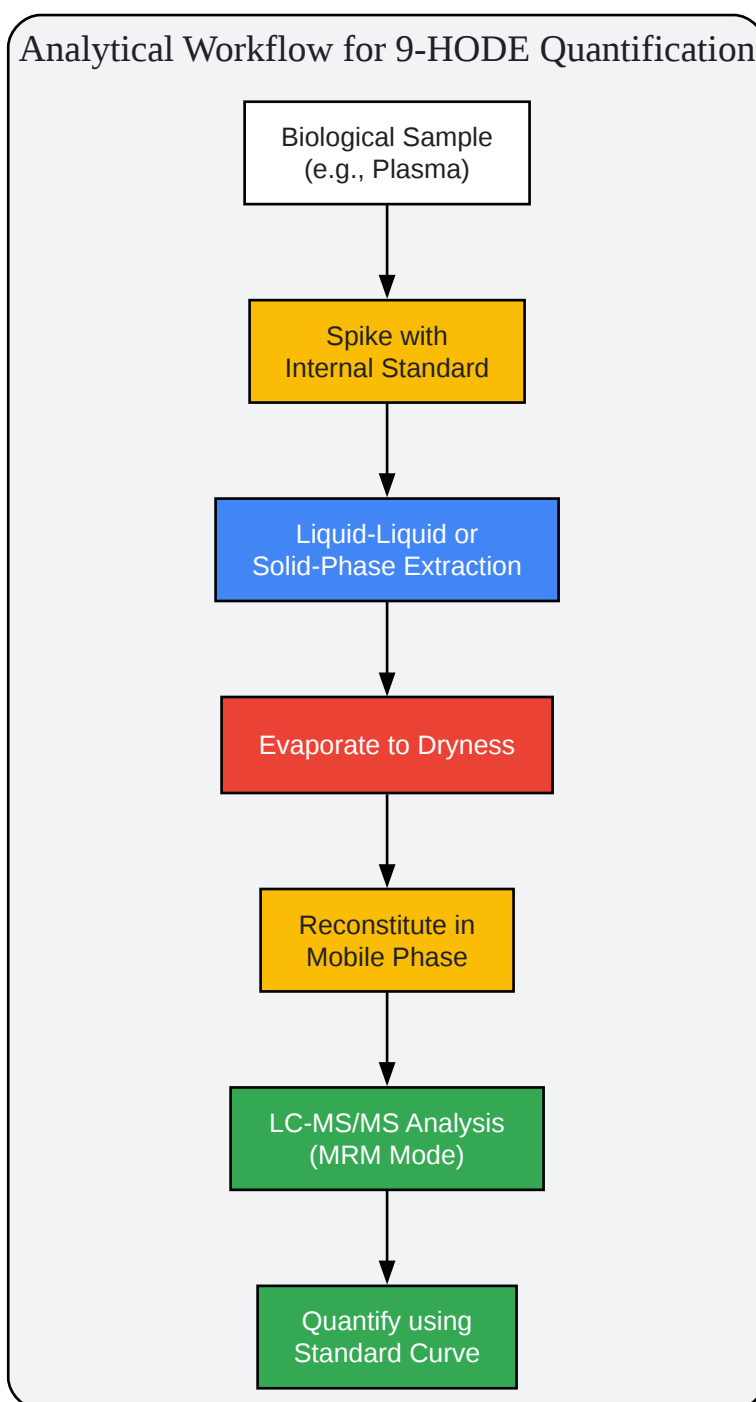 Analytical Workflow for 9-HODE Quantification
Biological Sample
(e.g., Plasma)
Spike with
Internal Standard
Liquid-Liquid or
Solid-Phase Extraction
Evaporate to Dryness
Reconstitute in
Mobile Phase
LC-MS/MS Analysis
(MRM Mode)
Quantify using
Standard Curve